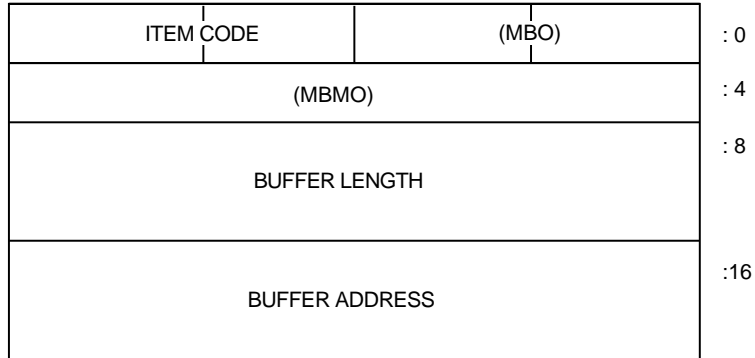 ITEM CODE (MBO) : 0
(MBMO) : 4
: 8
BUFFER LENGTH
:16
BUFFER ADDRESS